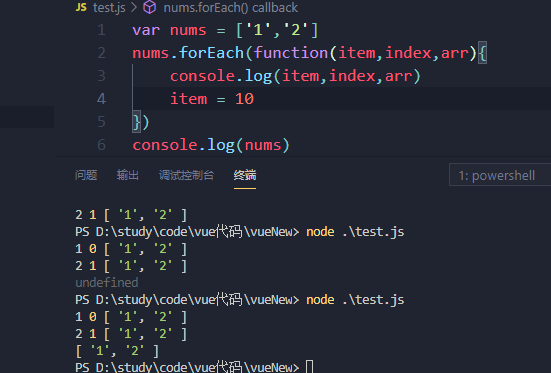 JS test.js > nums.forEach() callback
1 var nums = ['1','2']
2 nums.forEach(function(item,index,arr){
3 console.log(item,index,arr)
4 item = 10
5 })
6 console.log(nums)
问题 输出 调试控制台 终端 1: powershell
2 1 [ '1', '2' ]
PS D:\study\code\vue代码\vueNew> node .\test.js
1 0 [ '1', '2' ]
2 1 [ '1', '2' ]
undefined
PS D:\study\code\vue代码\vueNew> node .\test.js
1 0 [ '1', '2' ]
2 1 [ '1', '2' ]
[ '1', '2' ]
PS D:\study\code\vue代码\vueNew>